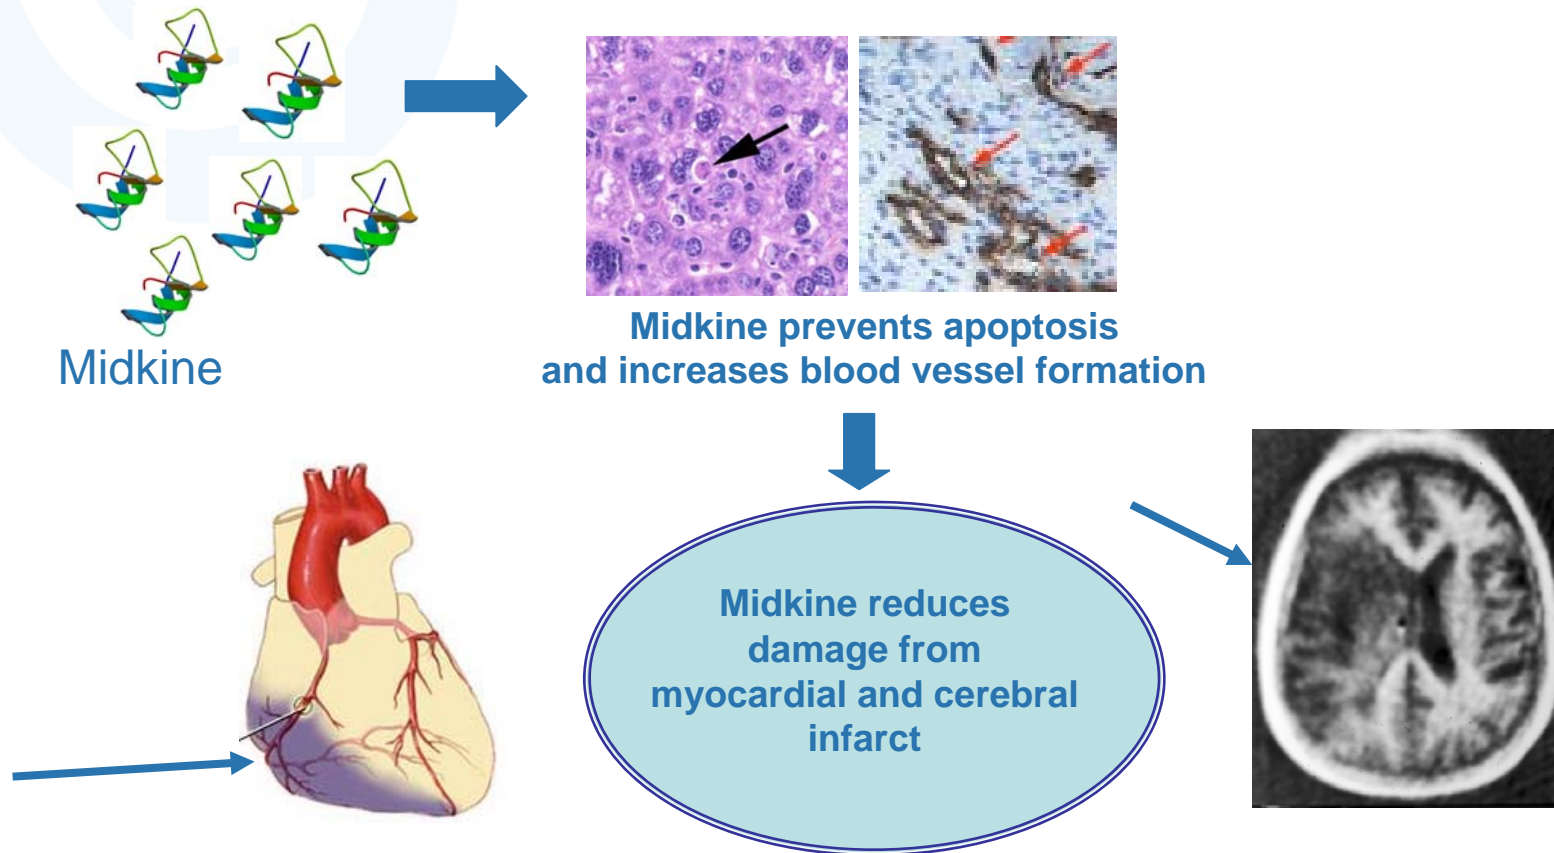 Midkine
Midkine prevents apoptosis
and increases blood vessel formation
Midkine reduces
damage from
myocardial and cerebral
infarct